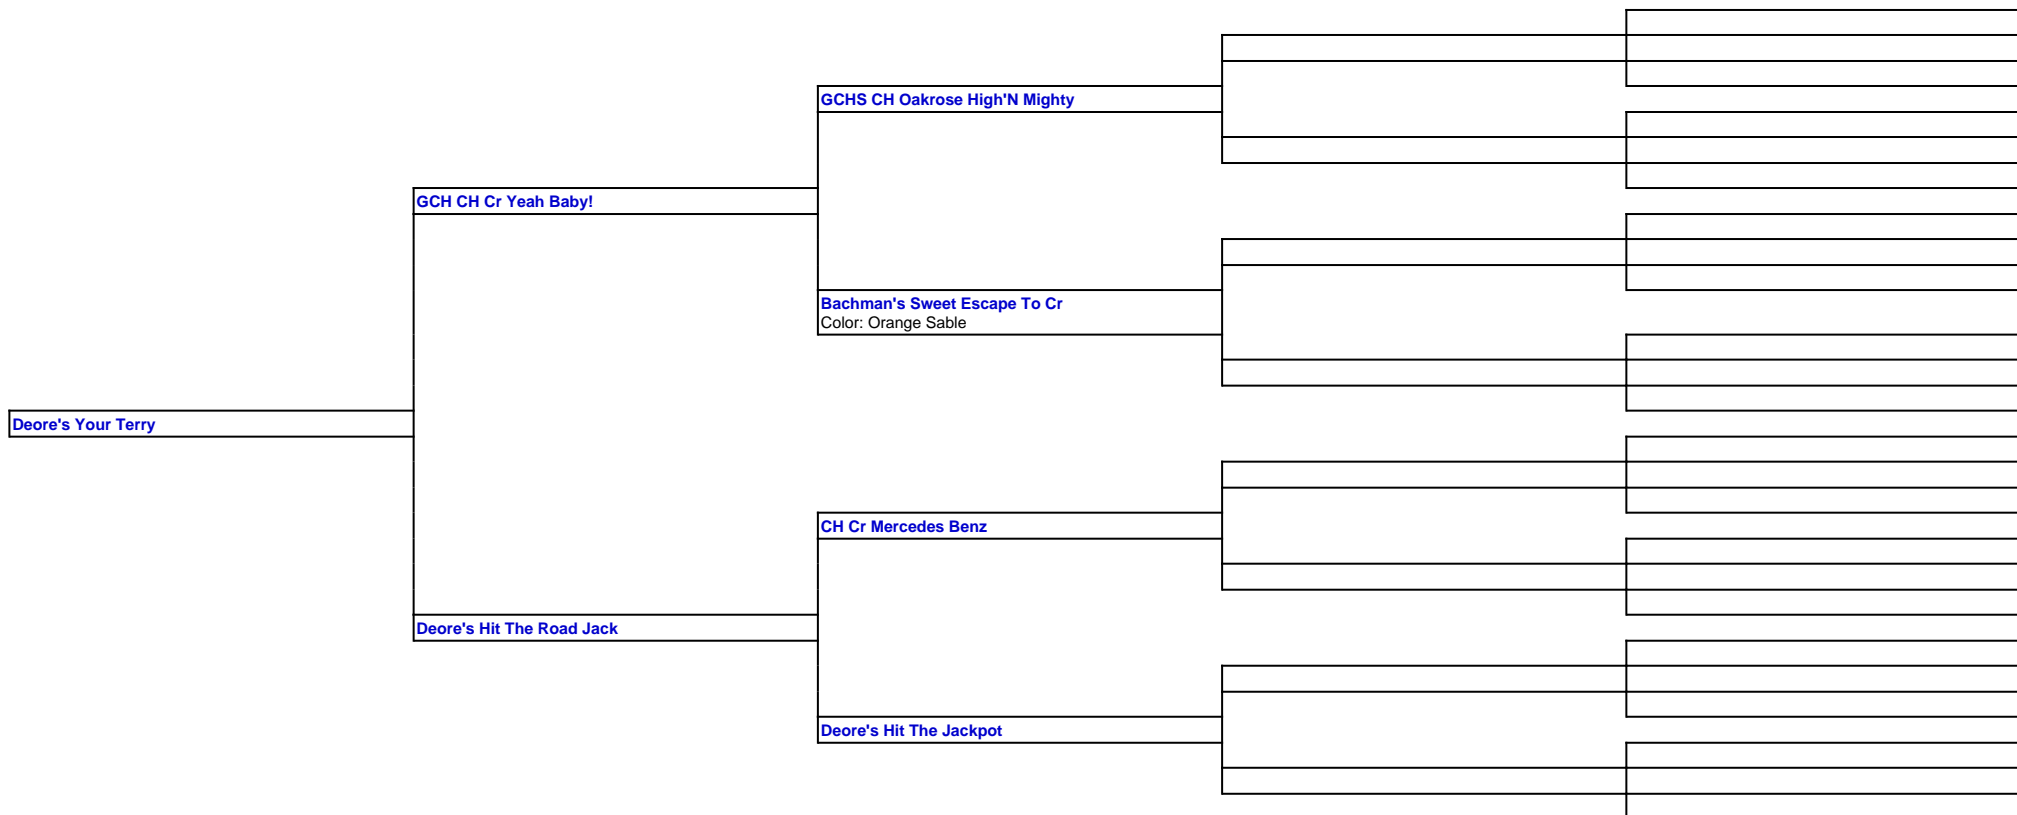 GCHS CH Oakrose High'N Mighty
GCH CH Cr Yeah Baby!
Bachman's Sweet Escape To Cr
Color: Orange Sable
Deore's Your Terry
CH Cr Mercedes Benz
Deore's Hit The Road Jack
Deore's Hit The Jackpot